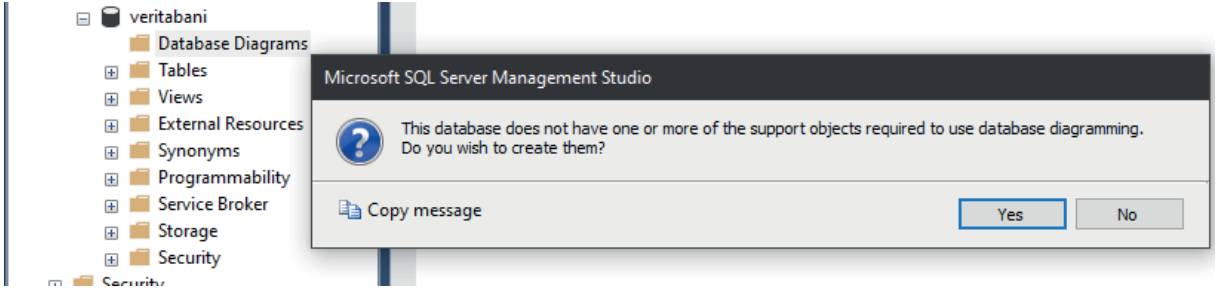 veritabani
Database Diagrams
Tables
Views
External Resources
Synonyms
Programmability
Service Broker
Storage
Security
Security
Microsoft SQL Server Management Studio
This database does not have one or more of the support objects required to use database diagramming.
Do you wish to create them?
Copy message
Yes
No